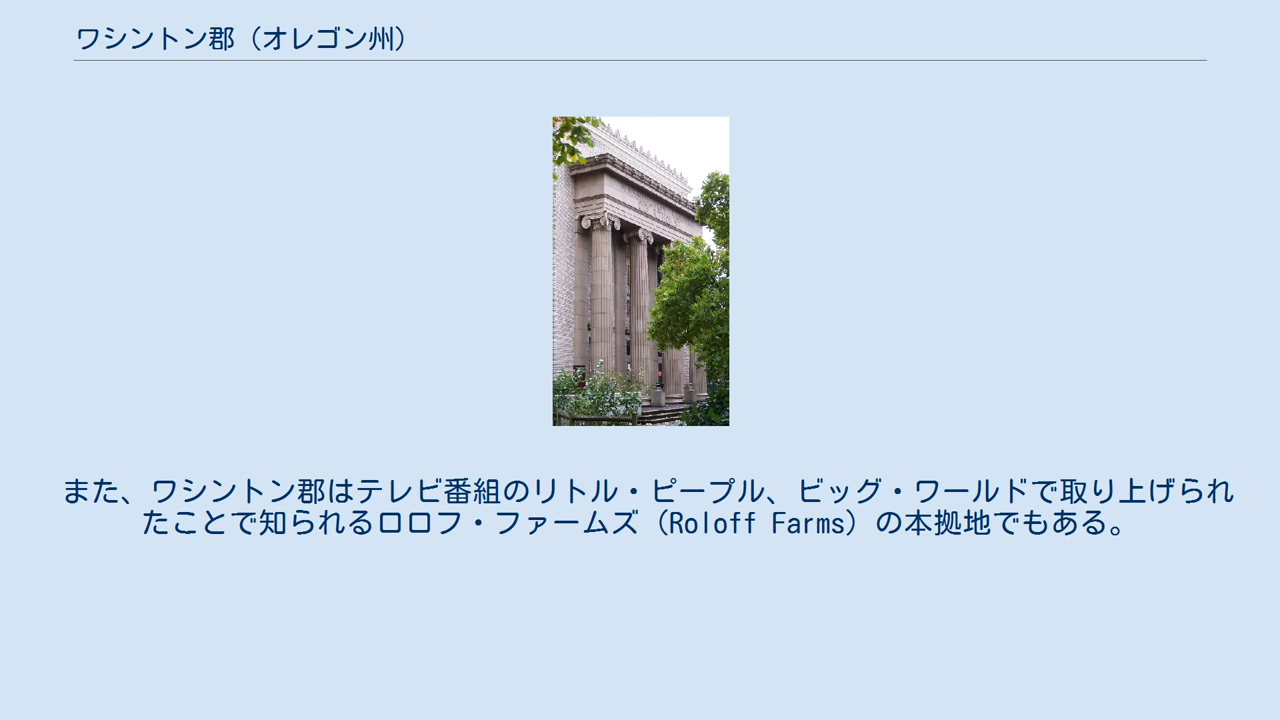 ワシントン郡（オレゴン州）
また、ワシントン郡はテレビ番組のリトル・ピープル、ビッグ・ワールドで取り上げられ
たことで知られるロロフ・ファームズ（Roloff Farms）の本拠地でもある。